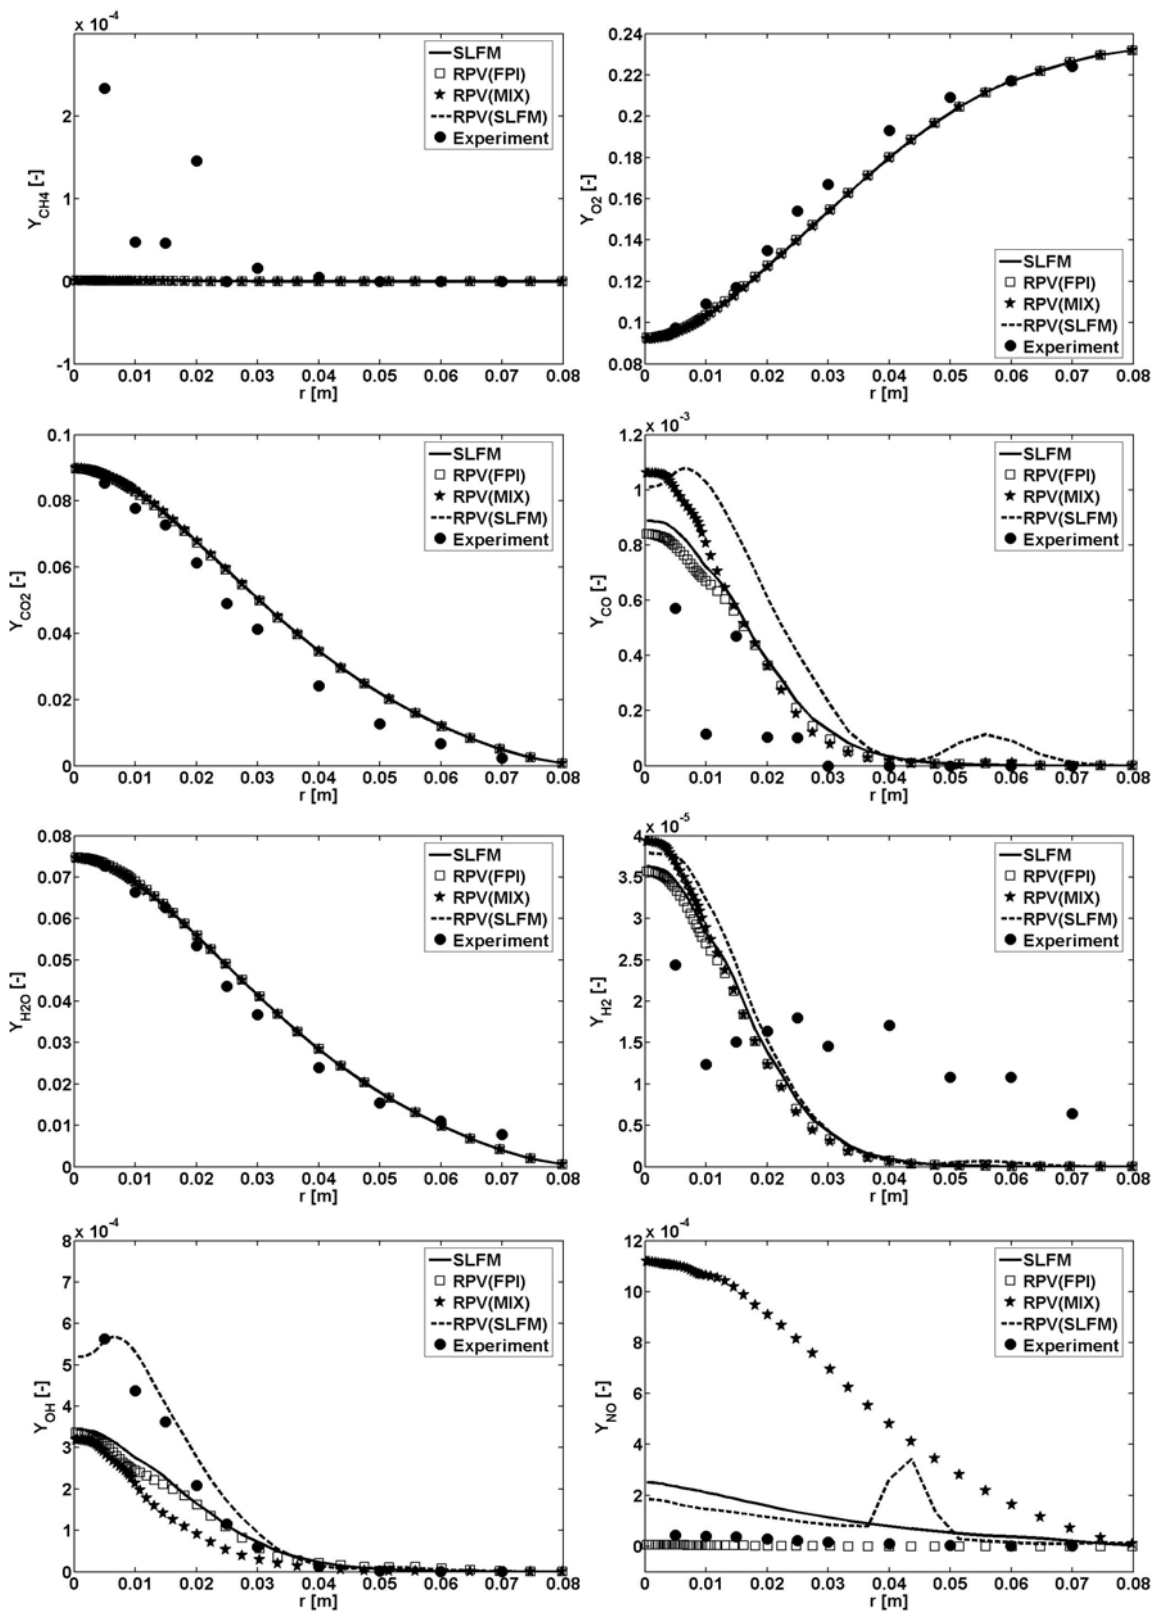 x 10^-4
4
2
0
-1
Y_CH4 [-]
SLFM
RPV(FPI)
RPV(MIX)
RPV(SLFM)
Experiment
0 0.01 0.02 0.03 0.04 0.05 0.06 0.07 0.08
r [m]
0.24
0.22
0.2
0.18
0.16
0.14
0.12
0.1
0.08
Y_O2 [-]
SLFM
RPV(FPI)
RPV(MIX)
RPV(SLFM)
Experiment
0 0.01 0.02 0.03 0.04 0.05 0.06 0.07 0.08
r [m]
0.1
0.08
0.06
0.04
0.02
0
Y_CO2 [-]
SLFM
RPV(FPI)
RPV(MIX)
RPV(SLFM)
Experiment
0 0.01 0.02 0.03 0.04 0.05 0.06 0.07 0.08
r [m]
x 10^-3
1.2
1
0.8
0.6
0.4
0.2
0
Y_CO [-]
SLFM
RPV(FPI)
RPV(MIX)
RPV(SLFM)
Experiment
0 0.01 0.02 0.03 0.04 0.05 0.06 0.07 0.08
r [m]
0.08
0.07
0.06
0.05
0.04
0.03
0.02
0.01
0
Y_H2O [-]
SLFM
RPV(FPI)
RPV(MIX)
RPV(SLFM)
Experiment
0 0.01 0.02 0.03 0.04 0.05 0.06 0.07 0.08
r [m]
x 10^-5
4
3.5
3
2.5
2
1.5
1
0.5
0
Y_H2 [-]
SLFM
RPV(FPI)
RPV(MIX)
RPV(SLFM)
Experiment
0 0.01 0.02 0.03 0.04 0.05 0.06 0.07 0.08
r [m]
x 10^-4
8
7
6
5
4
3
2
1
0
Y_OH [-]
SLFM
RPV(FPI)
RPV(MIX)
RPV(SLFM)
Experiment
0 0.01 0.02 0.03 0.04 0.05 0.06 0.07 0.08
r [m]
x 10^-4
12
10
8
6
4
2
0
Y_NO [-]
SLFM
RPV(FPI)
RPV(MIX)
RPV(SLFM)
Experiment
0 0.01 0.02 0.03 0.04 0.05 0.06 0.07 0.08
r [m]